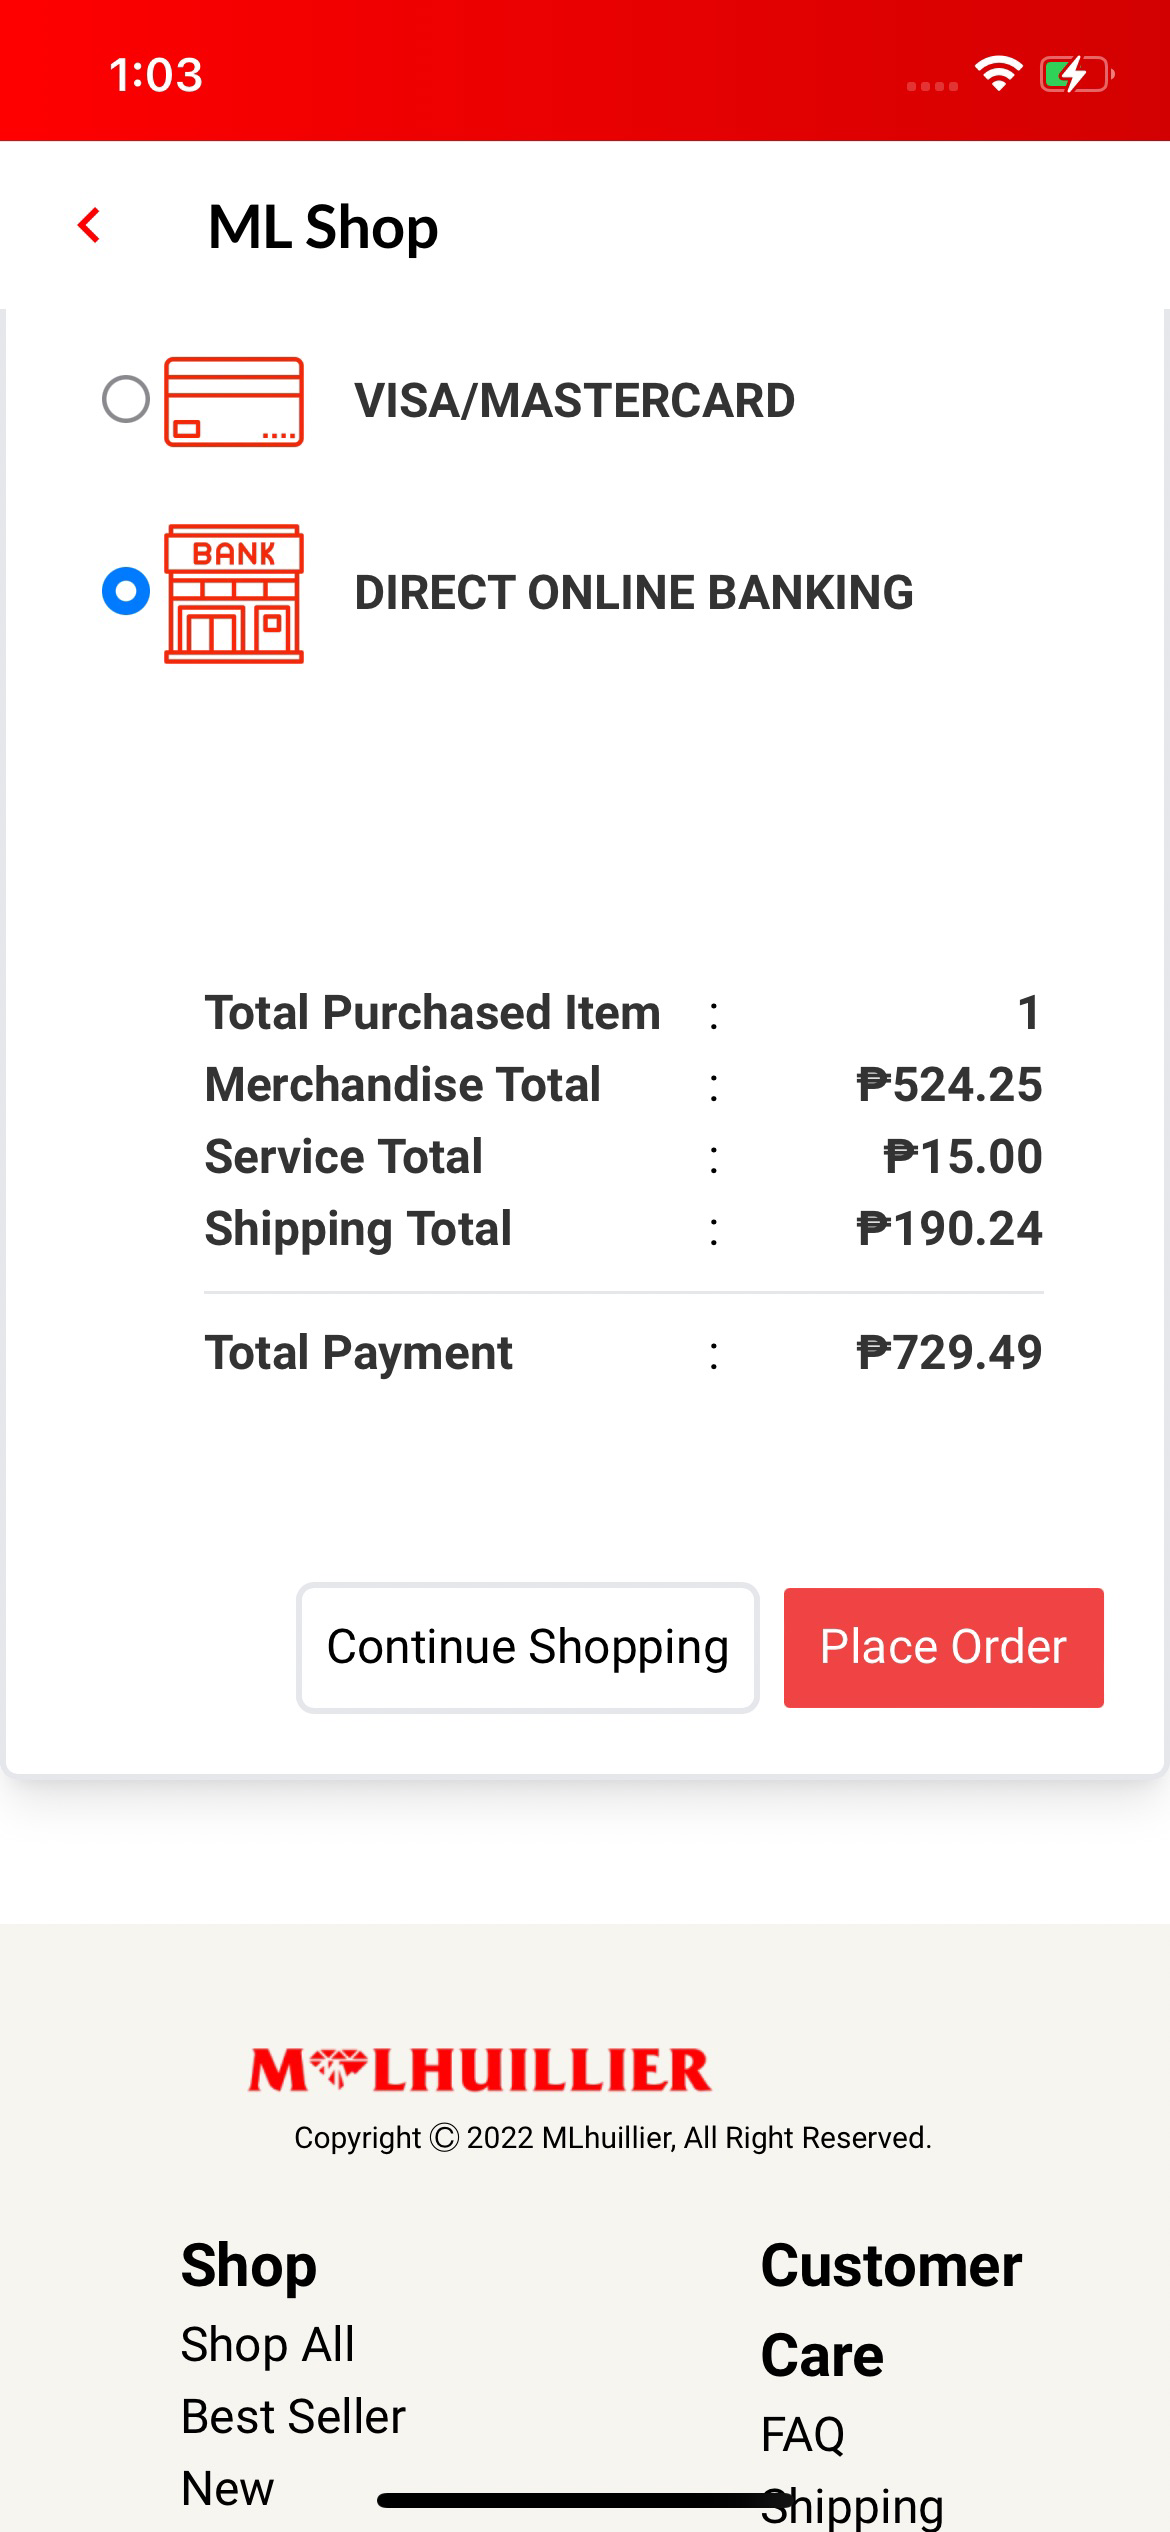 1:03
ML Shop
VISA/MASTERCARD
BANK
DIRECT ONLINE BANKING
Total Purchased Item : 1
Merchandise Total : ₱524.25
Service Total : ₱15.00
Shipping Total : ₱190.24
Total Payment : ₱729.49
Continue Shopping
Place Order
MLHUILLIER
Copyright Ⓒ 2022 MLhuillier, All Right Reserved.
Shop
Shop All
Best Seller
New
Customer
Care
FAQ
Shipping